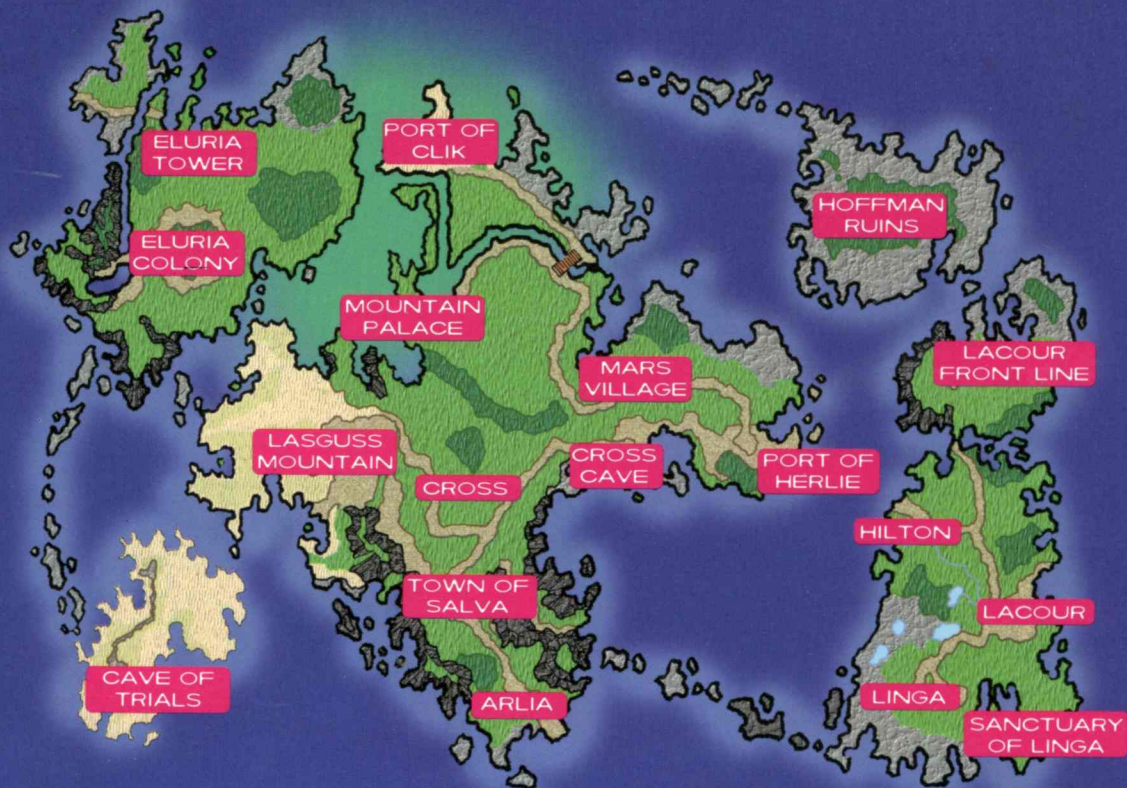 ELURIA
TOWER
PORT OF
CLIK
HOFFMAN
RUINS
ELURIA
COLONY
MOUNTAIN
PALACE
LACOUR
FRONT LINE
MARS
VILLAGE
LASGUSS
MOUNTAIN
CROSS
CAVE
PORT OF
HERLIE
CROSS
HILTON
TOWN OF
SALVA
LACOUR
CAVE OF
TRIALS
ARLIA
LINGA
SANCTUARY
OF LINGA